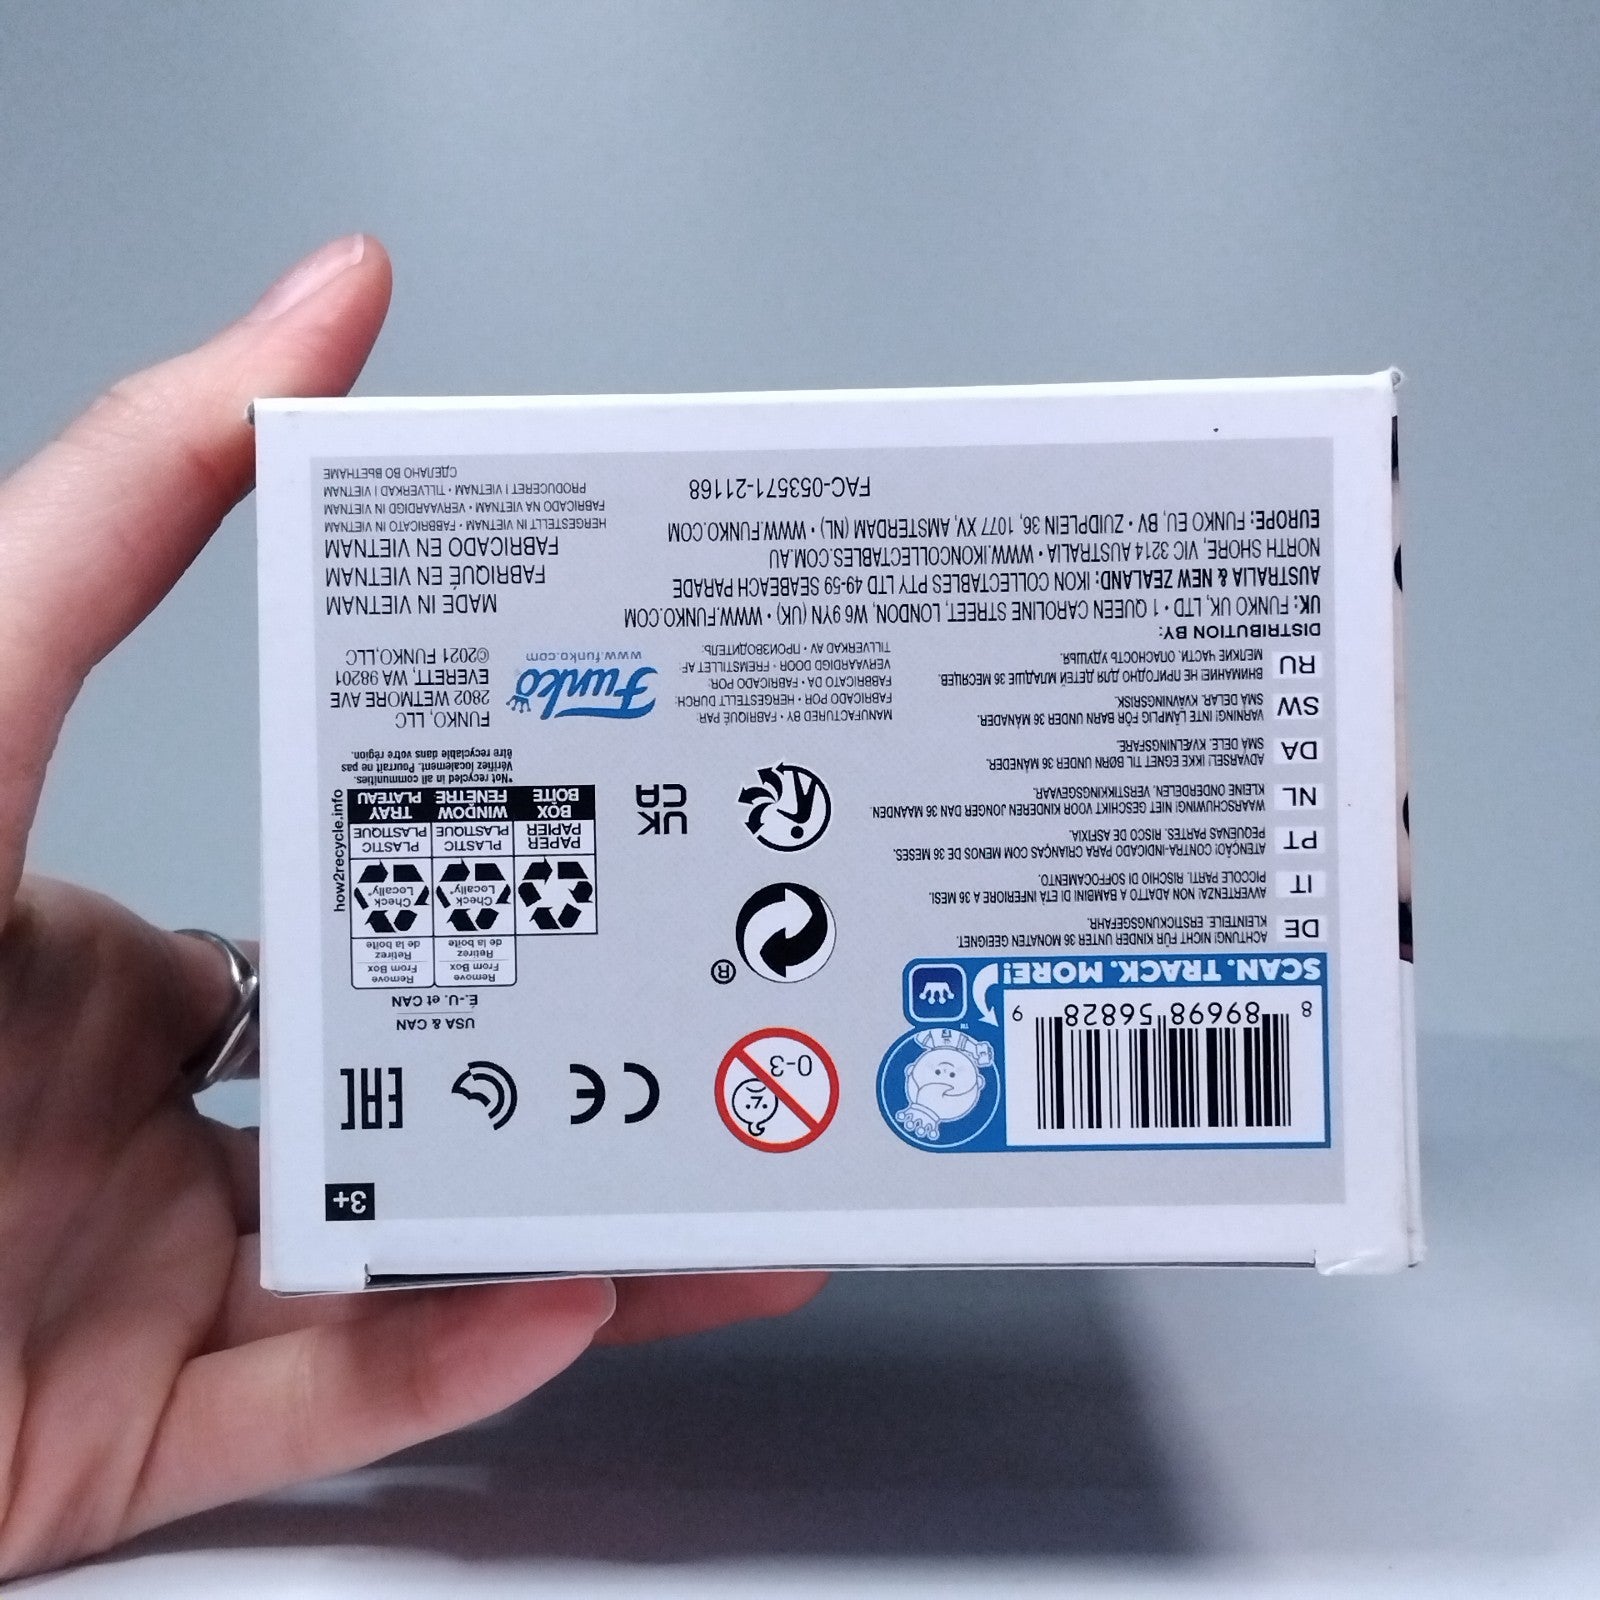 3+
8 89698 56828 9
SCAN. TRACK. MORE!
TM
0-3
CE
EAC
USA & CAN
É.-U. et CAN
Remove
From Box
Retirez
de la boîte
Remove
From Box
Retirez
de la boîte
Check
Locally*
Check
Locally*
PAPER
PAPIER
PLASTIC
PLASTIQUE
PLASTIC
PLASTIQUE
BOX
BOÎTE
WINDOW
FENÊTRE
TRAY
PLATEAU
*Not recycled in all communities.
Vérifiez localement. Pourrait ne pas
être recyclable dans votre région.
how2recycle.info
®
UK
CA
DE
ACHTUNG! NICHT FÜR KINDER UNTER 36 MONATEN GEEIGNET.
KLEINTEILE. ERSTICKUNGSGEFAHR.
IT
AVVERTENZA! NON ADATTO A BAMBINI DI ETÀ INFERIORE A 36 MESI.
PICCOLE PARTI. RISCHIO DI SOFFOCAMENTO.
PT
ATENÇÃO! CONTRA-INDICADO PARA CRIANÇAS COM MENOS DE 36 MESES.
PEQUENAS PARTES. RISCO DE ASFIXIA.
NL
WAARSCHUWING! NIET GESCHIKT VOOR KINDEREN JONGER DAN 36 MAANDEN.
KLEINE ONDERDELEN. VERSTIKKINGSGEVAAR.
DA
ADVARSEL! IKKE EGNET TIL BØRN UNDER 36 MÅNEDER.
SMÅ DELE. KVÆLNINGSFARE.
SW
VARNING! INTE LÄMPLIG FÖR BARN UNDER 36 MÅNADER.
SMÅ DELAR. KVÄVNINGSRISK.
RU
ВНИМАНИЕ! НЕ ПРИГОДНО ДЛЯ ДЕТЕЙ МЛАДШЕ 36 МЕСЯЦЕВ.
МЕЛКИЕ ЧАСТИ. ОПАСНОСТЬ УДУШЬЯ.
MANUFACTURED BY • FABRIQUÉ PAR:
FABRICADO POR • HERGESTELLT DURCH:
FABRICATO DA • FABRICADO POR:
VERVAARDIGD DOOR • FREMSTILLET AF:
TILLVERKAD AV • ПРОИЗВОДИТЕЛЬ:
Funko
www.funko.com
FUNKO, LLC
2802 WETMORE AVE
EVERETT, WA 98201
©2021 FUNKO,LLC
DISTRIBUTION BY:
UK: FUNKO UK, LTD • 1 QUEEN CAROLINE STREET, LONDON, W6 9YN (UK) • WWW.FUNKO.COM
AUSTRALIA & NEW ZEALAND: IKON COLLECTABLES PTY LTD 49-59 SEABEACH PARADE
NORTH SHORE, VIC 3214 AUSTRALIA • WWW.IKONCOLLECTABLES.COM.AU
EUROPE: FUNKO EU, BV • ZUIDPLEIN 36, 1077 XV, AMSTERDAM (NL) • WWW.FUNKO.COM
FAC-053571-21168
MADE IN VIETNAM
FABRIQUÉ EN VIETNAM
FABRICADO EN VIETNAM
HERGESTELLT IN VIETNAM • FABBRICATO IN VIETNAM
FABRICADO NA VIETNAM • VERVAARDIGD IN VIETNAM
PRODUCERET I VIETNAM • TILLVERKAD I VIETNAM
СДЕЛАНО ВО ВЬЕТНАМЕ